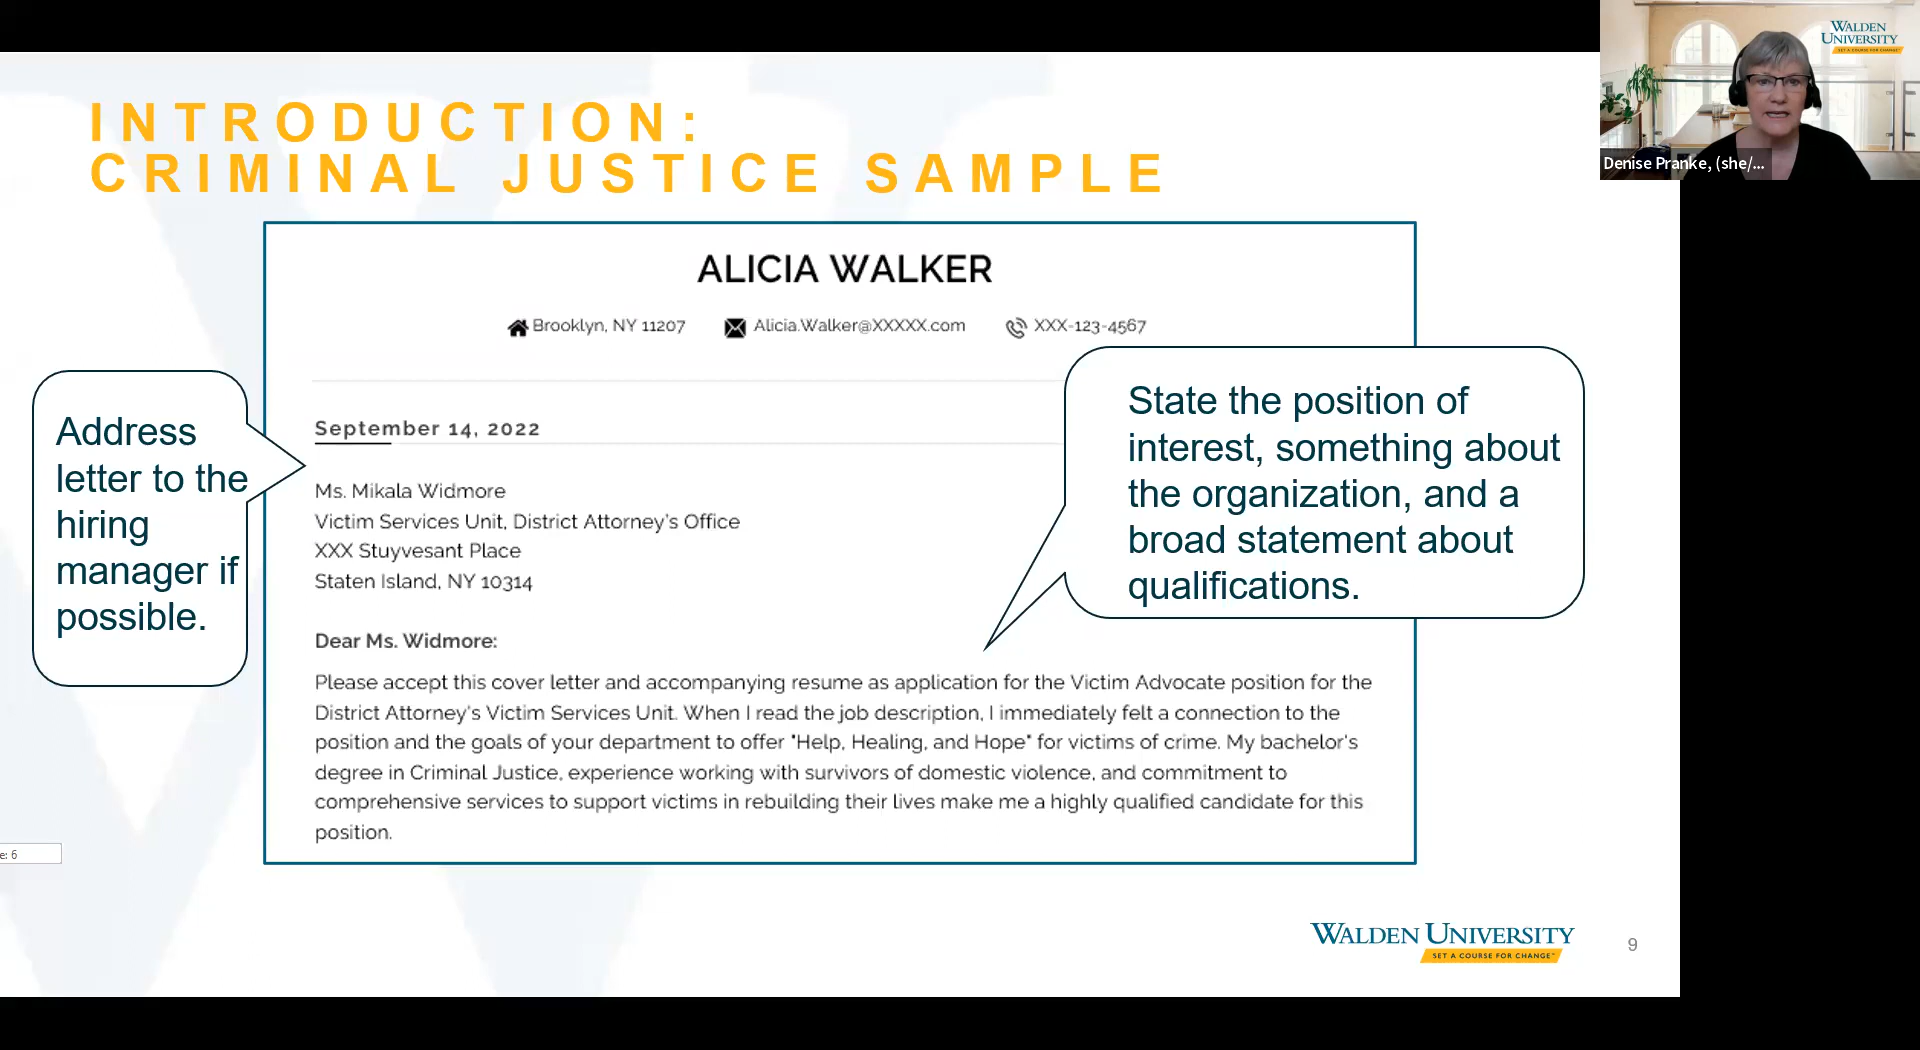 INTRODUCTION:
CRIMINAL JUSTICE SAMPLE
WALDEN
UNIVERSITY
SET A COURSE FOR CHANGE
Denise Pranke, (she/...
ALICIA WALKER
Brooklyn, NY 11207
Alicia.Walker@XXXXX.com
XXX-123-4567
Address
letter to the
hiring
manager if
possible.
State the position of
interest, something about
the organization, and a
broad statement about
qualifications.
September 14, 2022
Ms. Mikala Widmore
Victim Services Unit, District Attorney's Office
XXX Stuyvesant Place
Staten Island, NY 10314
Dear Ms. Widmore:
Please accept this cover letter and accompanying resume as application for the Victim Advocate position for the
District Attorney's Victim Services Unit. When I read the job description, I immediately felt a connection to the
position and the goals of your department to offer "Help, Healing, and Hope" for victims of crime. My bachelor's
degree in Criminal Justice, experience working with survivors of domestic violence, and commitment to
comprehensive services to support victims in rebuilding their lives make me a highly qualified candidate for this
position.
e: 6
WALDEN UNIVERSITY
SET A COURSE FOR CHANGE™
9